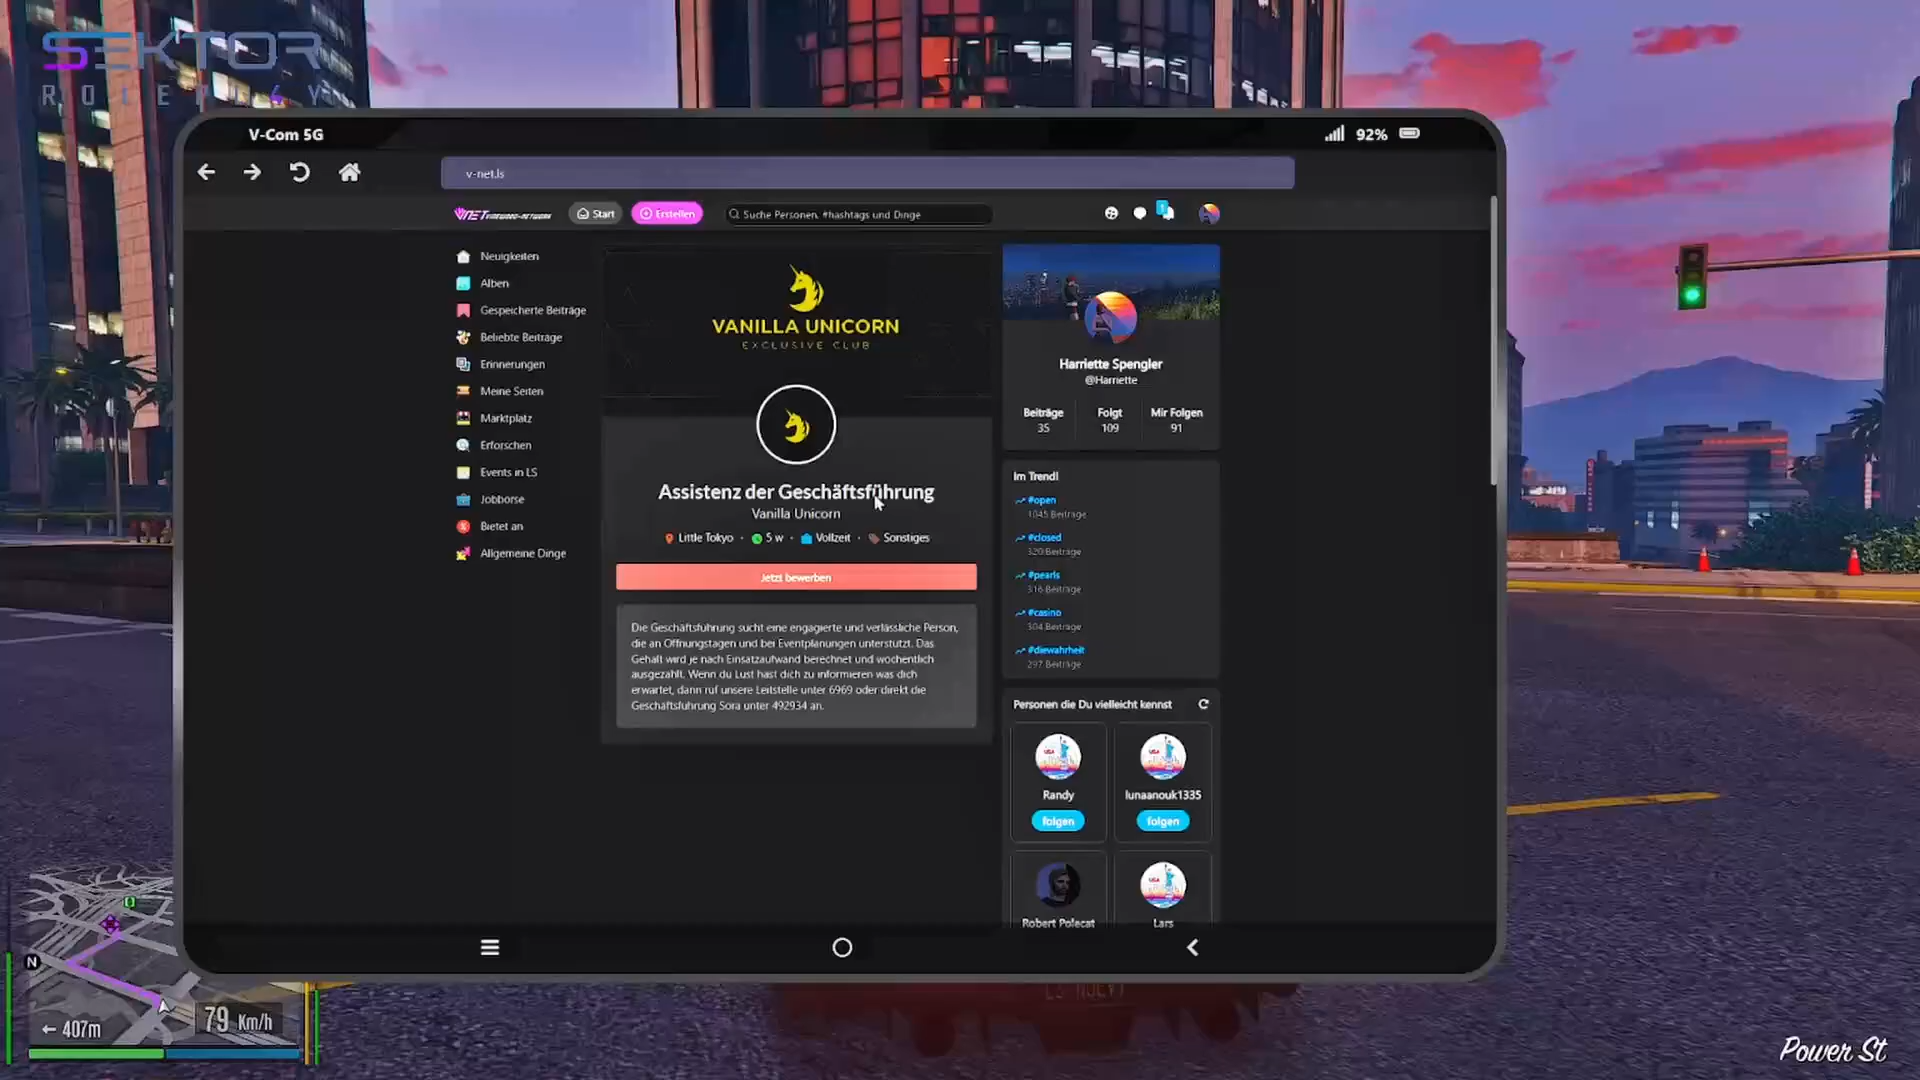 SEKTOR
ROLEPL4Y
V-Com 5G
92%
v-net.ls
VNET
Start
Erstellen
Suche Personen, #hashtags und Dinge
1
Neuigkeiten
Alben
Gespeicherte Beiträge
Beliebte Beiträge
Erinnerungen
Meine Seiten
Marktplatz
Erforschen
Events in LS
Jobbörse
Bietet an
Allgemeine Dinge
VANILLA UNICORN
EXCLUSIVE CLUB
Assistenz der Geschäftsführung
Vanilla Unicorn
Little Tokyo · 5 w · Vollzeit · Sonstiges
Jetzt bewerben
Die Geschäftsführung sucht eine engagierte und verlässliche Person,
die an Öffnungstagen und bei Eventplanungen unterstützt. Das
Gehalt wird je nach Einsatzaufwand berechnet und wöchentlich
ausgezahlt. Wenn du Lust hast dich zu informieren was dich
erwartet, dann ruf unsere Leitstelle unter 6969 oder direkt die
Geschäftsführung Sora unter 492934 an.
Harriette Spengler
@Harriette
Beiträge Folgt Mir Folgen
35 109 91
Im Trend!
#open
1045 Beiträge
#closed
320 Beiträge
#pearls
316 Beiträge
#casino
304 Beiträge
#diewahrheit
297 Beiträge
Personen die Du vielleicht kennst
Randy lunaanouk1335
folgen folgen
Robert Polecat Lars
N
← 407m
79 Km/h
Power St